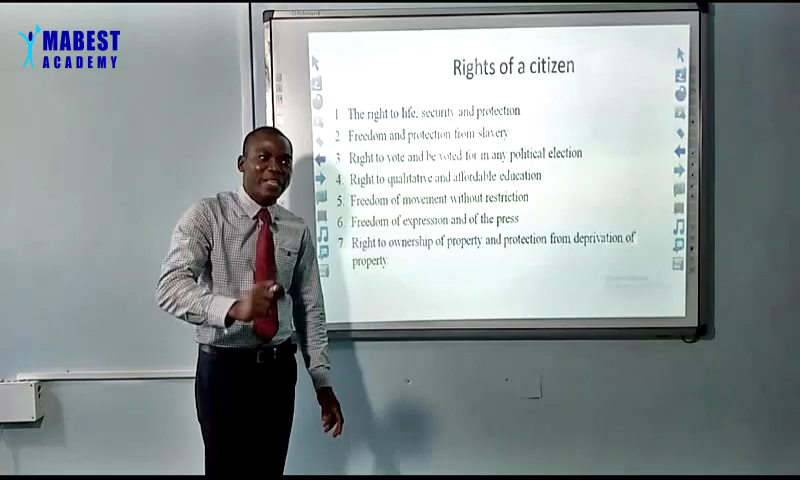 MABEST
ACADEMY
Rights of a citizen
1 The right to life, security and protection
2 Freedom and protection from slavery
3 Right to vote and be voted for in any political election
4. Right to qualitative and affordable education
5. Freedom of movement without restriction
6. Freedom of expression and of the press
7. Right to ownership of property and protection from deprivation of
property